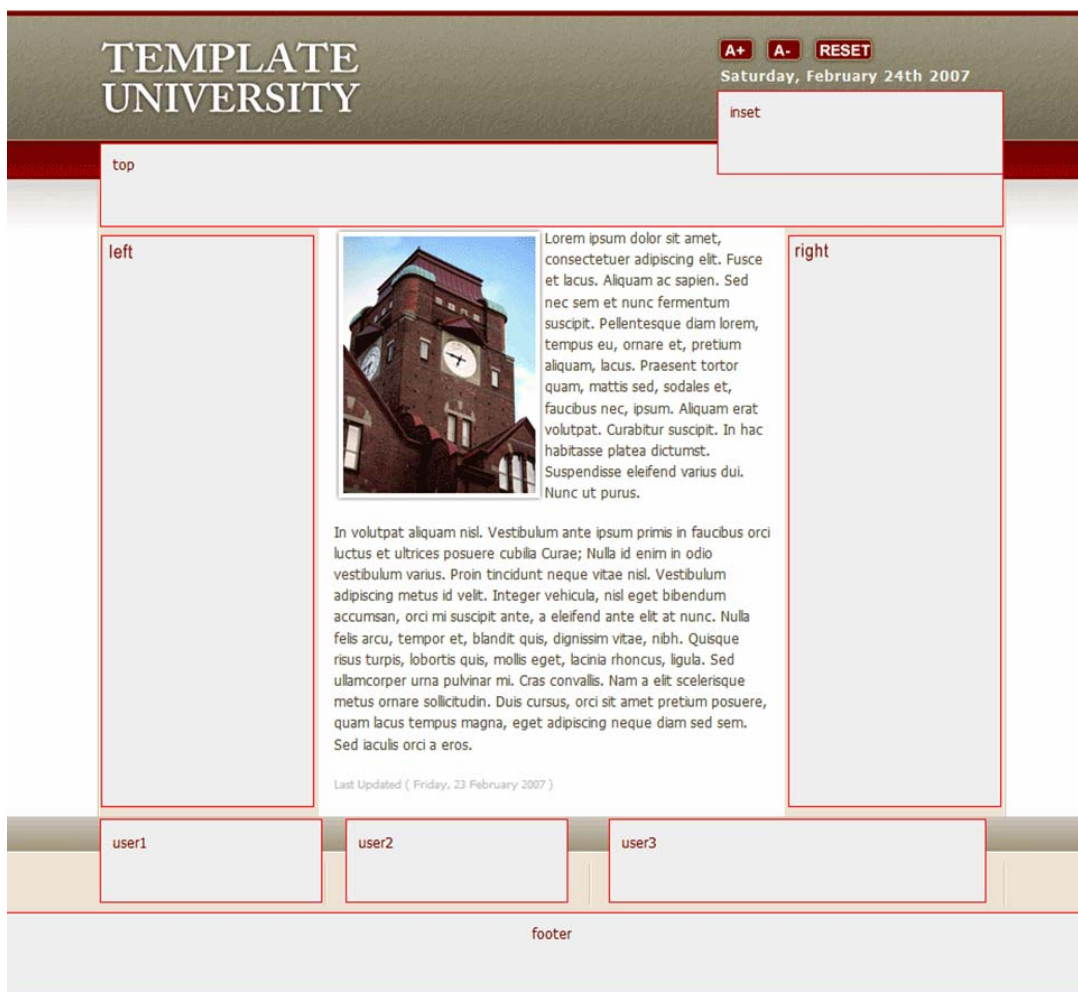 TEMPLATE
UNIVERSITY
A+ A- RESET
Saturday, February 24th 2007
inset
top
left
Lorem ipsum dolor sit amet,
consectetuer adipiscing elit. Fusce
et lacus. Aliquam ac sapien. Sed
nec sem et nunc fermentum
suscipit. Pellentesque diam lorem,
tempus eu, ornare et, pretium
aliquam, lacus. Praesent tortor
quam, mattis sed, sodales et,
faucibus nec, ipsum. Aliquam erat
volutpat. Curabitur suscipit. In hac
habitasse platea dictumst.
Suspendisse eleifend varius dui.
Nunc ut purus.
In volutpat aliquam nisl. Vestibulum ante ipsum primis in faucibus orci
luctus et ultrices posuere cubilia Curae; Nulla id enim in odio
vestibulum varius. Proin tincidunt neque vitae nisl. Vestibulum
adipiscing metus id velit. Integer vehicula, nisl eget bibendum
accumsan, orci mi suscipit ante, a eleifend ante elit at nunc. Nulla
felis arcu, tempor et, blandit quis, dignissim vitae, nibh. Quisque
risus turpis, lobortis quis, mollis eget, lacinia rhoncus, ligula. Sed
ullamcorper urna pulvinar mi. Cras convallis. Nam a elit scelerisque
metus ornare sollicitudin. Duis cursus, orci sit amet pretium posuere,
quam lacus tempus magna, eget adipiscing neque diam sed sem.
Sed iaculis orci a eros.
Last Updated ( Friday, 23 February 2007 )
right
user1
user2
user3
footer